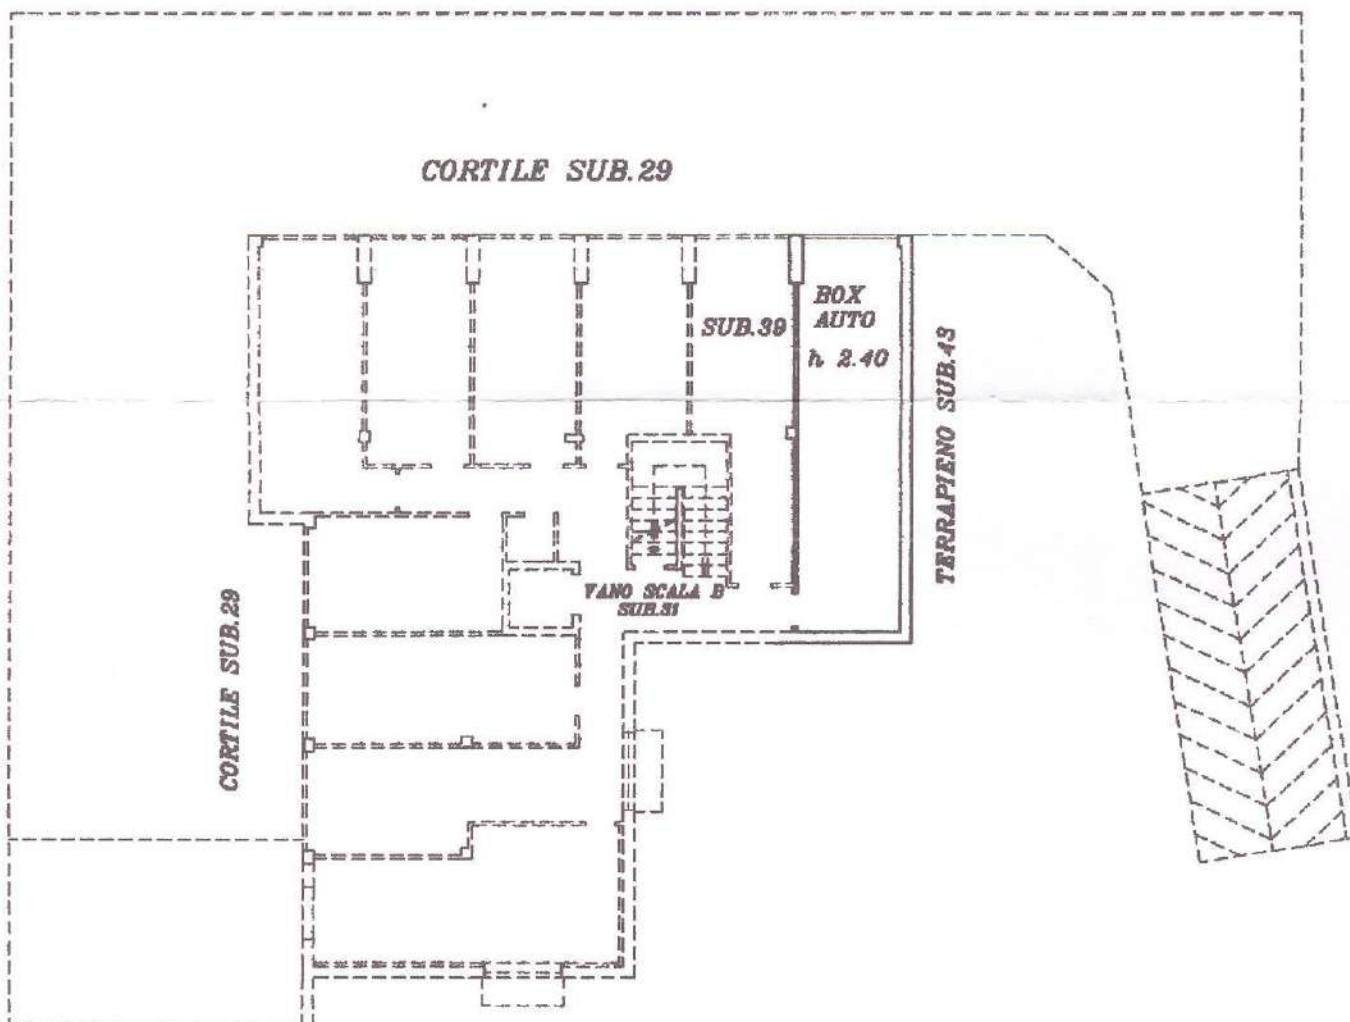 CORTILE SUB.29
BOX
AUTO
SUB.39
h 2.40
TERRAPIENO SUB.43
VANO SCALA B
SUB.31
CORTILE SUB.29